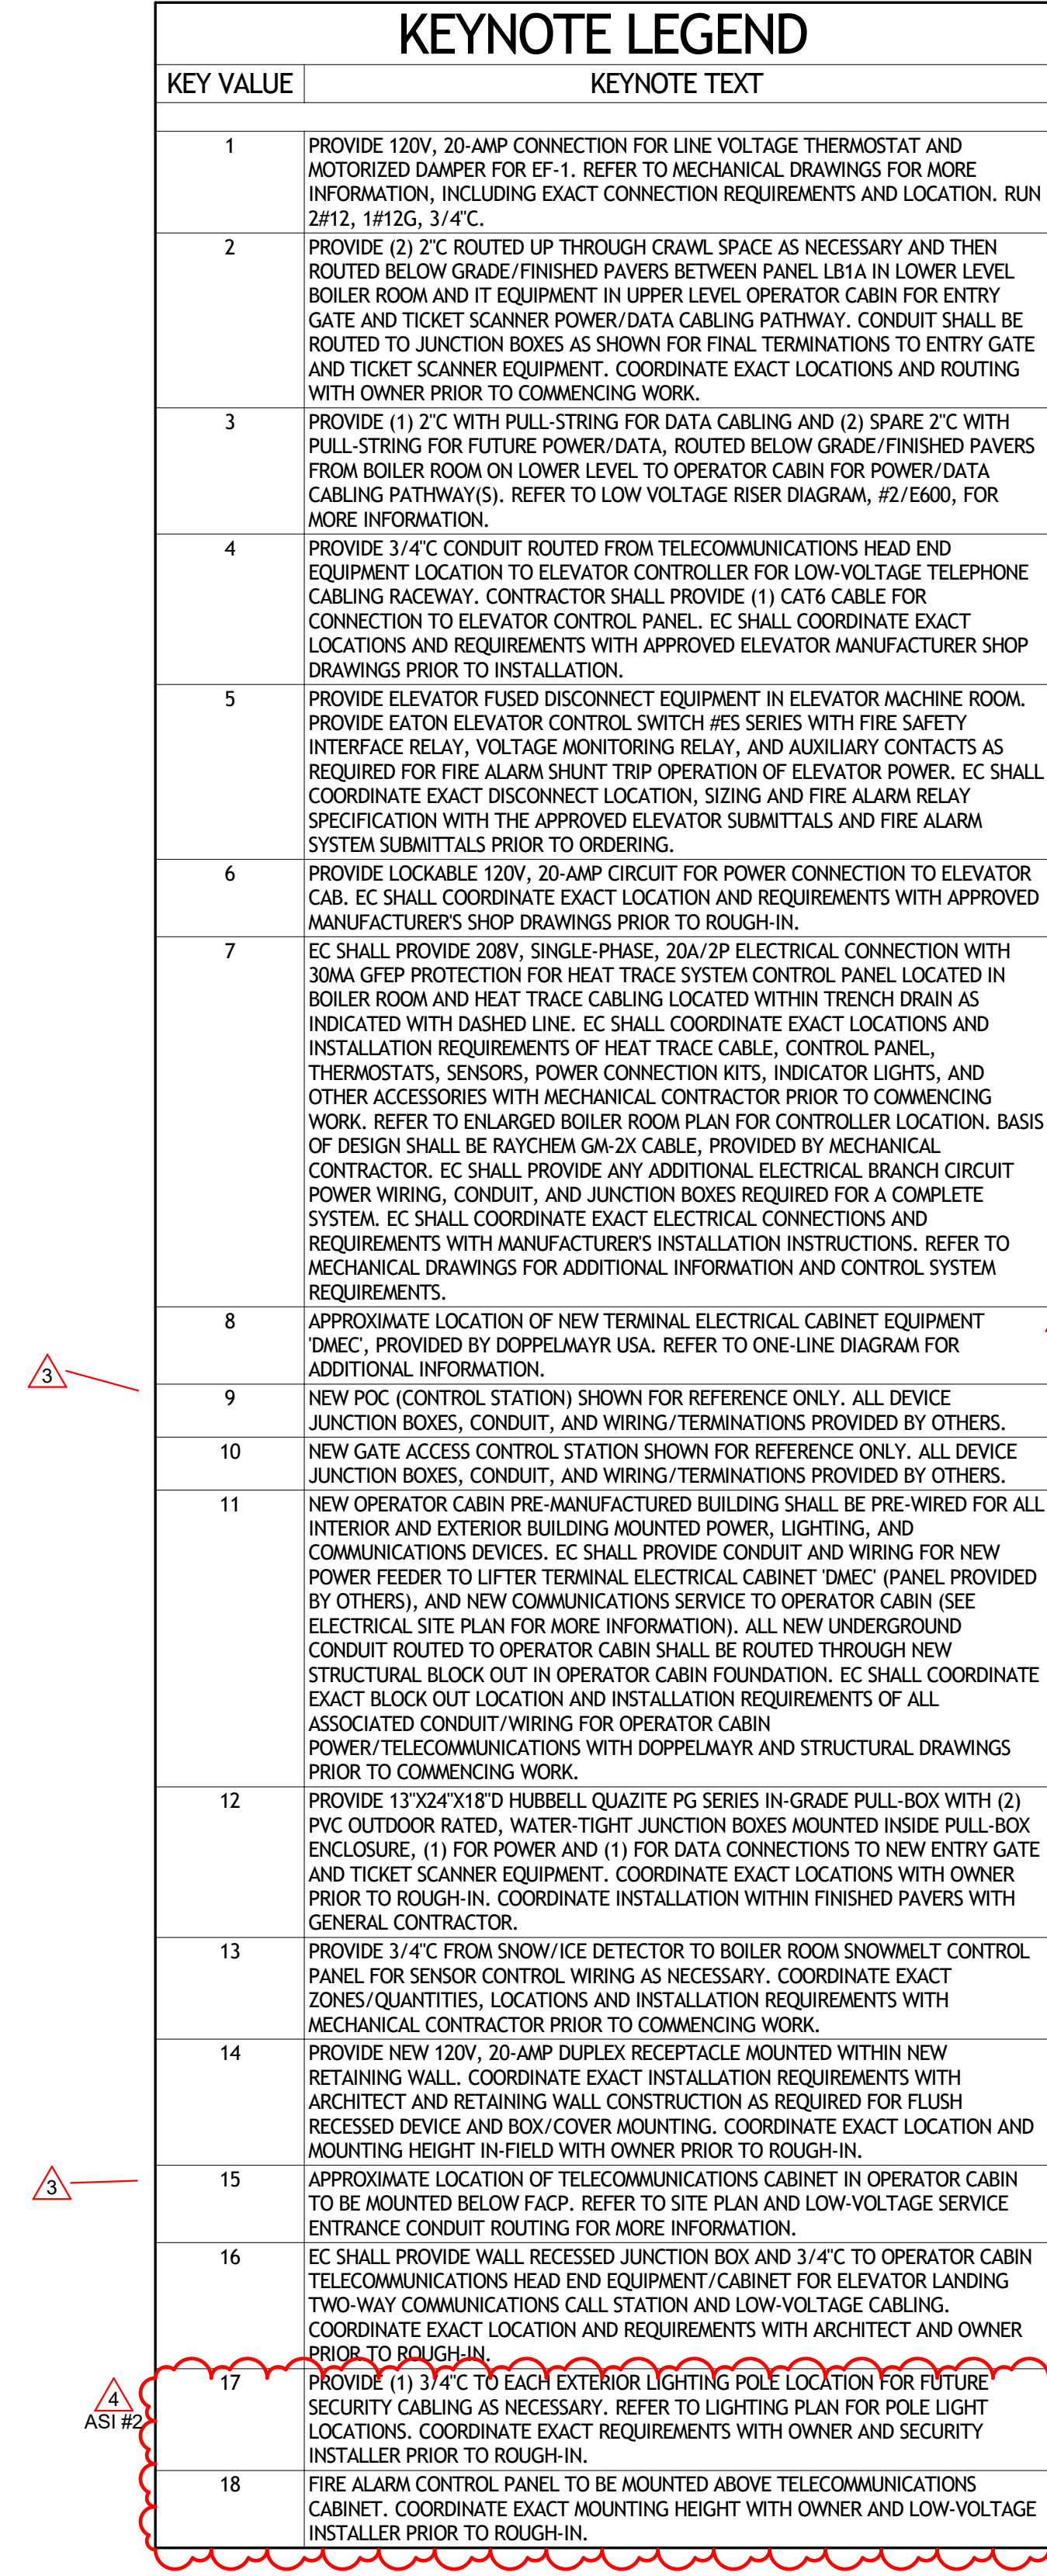 KEYNOTE LEGEND
KEY VALUE KEYNOTE TEXT
1 PROVIDE 120V, 20-AMP CONNECTION FOR LINE VOLTAGE THERMOSTAT AND
MOTORIZED DAMPER FOR EF-1. REFER TO MECHANICAL DRAWINGS FOR MORE
INFORMATION, INCLUDING EXACT CONNECTION REQUIREMENTS AND LOCATION. RUN
2#12, 1#12G, 3/4"C.
2 PROVIDE (2) 2"C ROUTED UP THROUGH CRAWL SPACE AS NECESSARY AND THEN
ROUTED BELOW GRADE/FINISHED PAVERS BETWEEN PANEL LB1A IN LOWER LEVEL
BOILER ROOM AND IT EQUIPMENT IN UPPER LEVEL OPERATOR CABIN FOR ENTRY
GATE AND TICKET SCANNER POWER/DATA CABLING PATHWAY. CONDUIT SHALL BE
ROUTED TO JUNCTION BOXES AS SHOWN FOR FINAL TERMINATIONS TO ENTRY GATE
AND TICKET SCANNER EQUIPMENT. COORDINATE EXACT LOCATIONS AND ROUTING
WITH OWNER PRIOR TO COMMENCING WORK.
3 PROVIDE (1) 2"C WITH PULL-STRING FOR DATA CABLING AND (2) SPARE 2"C WITH
PULL-STRING FOR FUTURE POWER/DATA, ROUTED BELOW GRADE/FINISHED PAVERS
FROM BOILER ROOM ON LOWER LEVEL TO OPERATOR CABIN FOR POWER/DATA
CABLING PATHWAY(S). REFER TO LOW VOLTAGE RISER DIAGRAM, #2/E600, FOR
MORE INFORMATION.
4 PROVIDE 3/4"C CONDUIT ROUTED FROM TELECOMMUNICATIONS HEAD END
EQUIPMENT LOCATION TO ELEVATOR CONTROLLER FOR LOW-VOLTAGE TELEPHONE
CABLING RACEWAY. CONTRACTOR SHALL PROVIDE (1) CAT6 CABLE FOR
CONNECTION TO ELEVATOR CONTROL PANEL. EC SHALL COORDINATE EXACT
LOCATIONS AND REQUIREMENTS WITH APPROVED ELEVATOR MANUFACTURER SHOP
DRAWINGS PRIOR TO INSTALLATION.
5 PROVIDE ELEVATOR FUSED DISCONNECT EQUIPMENT IN ELEVATOR MACHINE ROOM.
PROVIDE EATON ELEVATOR CONTROL SWITCH #ES SERIES WITH FIRE SAFETY
INTERFACE RELAY, VOLTAGE MONITORING RELAY, AND AUXILIARY CONTACTS AS
REQUIRED FOR FIRE ALARM SHUNT TRIP OPERATION OF ELEVATOR POWER. EC SHALL
COORDINATE EXACT DISCONNECT LOCATION, SIZING AND FIRE ALARM RELAY
SPECIFICATION WITH THE APPROVED ELEVATOR SUBMITTALS AND FIRE ALARM
SYSTEM SUBMITTALS PRIOR TO ORDERING.
6 PROVIDE LOCKABLE 120V, 20-AMP CIRCUIT FOR POWER CONNECTION TO ELEVATOR
CAB. EC SHALL COORDINATE EXACT LOCATION AND REQUIREMENTS WITH APPROVED
MANUFACTURER'S SHOP DRAWINGS PRIOR TO ROUGH-IN.
7 EC SHALL PROVIDE 208V, SINGLE-PHASE, 20A/2P ELECTRICAL CONNECTION WITH
30MA GFEP PROTECTION FOR HEAT TRACE SYSTEM CONTROL PANEL LOCATED IN
BOILER ROOM AND HEAT TRACE CABLING LOCATED WITHIN TRENCH DRAIN AS
INDICATED WITH DASHED LINE. EC SHALL COORDINATE EXACT LOCATIONS AND
INSTALLATION REQUIREMENTS OF HEAT TRACE CABLE, CONTROL PANEL,
THERMOSTATS, SENSORS, POWER CONNECTION KITS, INDICATOR LIGHTS, AND
OTHER ACCESSORIES WITH MECHANICAL CONTRACTOR PRIOR TO COMMENCING
WORK. REFER TO ENLARGED BOILER ROOM PLAN FOR CONTROLLER LOCATION. BASIS
OF DESIGN SHALL BE RAYCHEM GM-2X CABLE, PROVIDED BY MECHANICAL
CONTRACTOR. EC SHALL PROVIDE ANY ADDITIONAL ELECTRICAL BRANCH CIRCUIT
POWER WIRING, CONDUIT, AND JUNCTION BOXES REQUIRED FOR A COMPLETE
SYSTEM. EC SHALL COORDINATE EXACT ELECTRICAL CONNECTIONS AND
REQUIREMENTS WITH MANUFACTURER'S INSTALLATION INSTRUCTIONS. REFER TO
MECHANICAL DRAWINGS FOR ADDITIONAL INFORMATION AND CONTROL SYSTEM
REQUIREMENTS.
8 APPROXIMATE LOCATION OF NEW TERMINAL ELECTRICAL CABINET EQUIPMENT
'DMEC', PROVIDED BY DOPPELMAYR USA. REFER TO ONE-LINE DIAGRAM FOR
ADDITIONAL INFORMATION.
3
9 NEW POC (CONTROL STATION) SHOWN FOR REFERENCE ONLY. ALL DEVICE
JUNCTION BOXES, CONDUIT, AND WIRING/TERMINATIONS PROVIDED BY OTHERS.
10 NEW GATE ACCESS CONTROL STATION SHOWN FOR REFERENCE ONLY. ALL DEVICE
JUNCTION BOXES, CONDUIT, AND WIRING/TERMINATIONS PROVIDED BY OTHERS.
11 NEW OPERATOR CABIN PRE-MANUFACTURED BUILDING SHALL BE PRE-WIRED FOR ALL
INTERIOR AND EXTERIOR BUILDING MOUNTED POWER, LIGHTING, AND
COMMUNICATIONS DEVICES. EC SHALL PROVIDE CONDUIT AND WIRING FOR NEW
POWER FEEDER TO LIFTER TERMINAL ELECTRICAL CABINET 'DMEC' (PANEL PROVIDED
BY OTHERS), AND NEW COMMUNICATIONS SERVICE TO OPERATOR CABIN (SEE
ELECTRICAL SITE PLAN FOR MORE INFORMATION). ALL NEW UNDERGROUND
CONDUIT ROUTED TO OPERATOR CABIN SHALL BE ROUTED THROUGH NEW
STRUCTURAL BLOCK OUT IN OPERATOR CABIN FOUNDATION. EC SHALL COORDINATE
EXACT BLOCK OUT LOCATION AND INSTALLATION REQUIREMENTS OF ALL
ASSOCIATED CONDUIT/WIRING FOR OPERATOR CABIN
POWER/TELECOMMUNICATIONS WITH DOPPELMAYR AND STRUCTURAL DRAWINGS
PRIOR TO COMMENCING WORK.
12 PROVIDE 13"X24"X18"D HUBBELL QUAZITE PG SERIES IN-GRADE PULL-BOX WITH (2)
PVC OUTDOOR RATED, WATER-TIGHT JUNCTION BOXES MOUNTED INSIDE PULL-BOX
ENCLOSURE, (1) FOR POWER AND (1) FOR DATA CONNECTIONS TO NEW ENTRY GATE
AND TICKET SCANNER EQUIPMENT. COORDINATE EXACT LOCATIONS WITH OWNER
PRIOR TO ROUGH-IN. COORDINATE INSTALLATION WITHIN FINISHED PAVERS WITH
GENERAL CONTRACTOR.
13 PROVIDE 3/4"C FROM SNOW/ICE DETECTOR TO BOILER ROOM SNOWMELT CONTROL
PANEL FOR SENSOR CONTROL WIRING AS NECESSARY. COORDINATE EXACT
ZONES/QUANTITIES, LOCATIONS AND INSTALLATION REQUIREMENTS WITH
MECHANICAL CONTRACTOR PRIOR TO COMMENCING WORK.
14 PROVIDE NEW 120V, 20-AMP DUPLEX RECEPTACLE MOUNTED WITHIN NEW
RETAINING WALL. COORDINATE EXACT INSTALLATION REQUIREMENTS WITH
ARCHITECT AND RETAINING WALL CONSTRUCTION AS REQUIRED FOR FLUSH
RECESSED DEVICE AND BOX/COVER MOUNTING. COORDINATE EXACT LOCATION AND
MOUNTING HEIGHT IN-FIELD WITH OWNER PRIOR TO ROUGH-IN.
3
15 APPROXIMATE LOCATION OF TELECOMMUNICATIONS CABINET IN OPERATOR CABIN
TO BE MOUNTED BELOW FACP. REFER TO SITE PLAN AND LOW-VOLTAGE SERVICE
ENTRANCE CONDUIT ROUTING FOR MORE INFORMATION.
16 EC SHALL PROVIDE WALL RECESSED JUNCTION BOX AND 3/4"C TO OPERATOR CABIN
TELECOMMUNICATIONS HEAD END EQUIPMENT/CABINET FOR ELEVATOR LANDING
TWO-WAY COMMUNICATIONS CALL STATION AND LOW-VOLTAGE CABLING.
COORDINATE EXACT LOCATION AND REQUIREMENTS WITH ARCHITECT AND OWNER
PRIOR TO ROUGH-IN.
17 PROVIDE (1) 3/4"C TO EACH EXTERIOR LIGHTING POLE LOCATION FOR FUTURE
SECURITY CABLING AS NECESSARY. REFER TO LIGHTING PLAN FOR POLE LIGHT
LOCATIONS. COORDINATE EXACT REQUIREMENTS WITH OWNER AND SECURITY
INSTALLER PRIOR TO ROUGH-IN.
4
ASI #2
18 FIRE ALARM CONTROL PANEL TO BE MOUNTED ABOVE TELECOMMUNICATIONS
CABINET. COORDINATE EXACT MOUNTING HEIGHT WITH OWNER AND LOW-VOLTAGE
INSTALLER PRIOR TO ROUGH-IN.